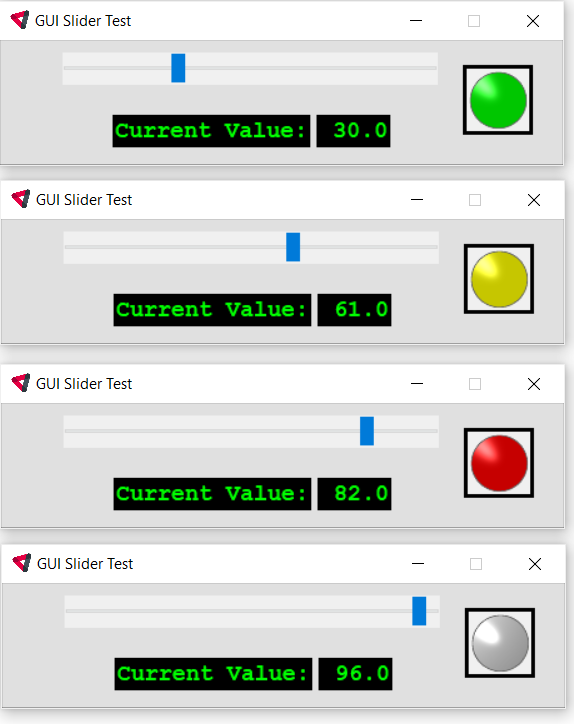 GUI Slider Test
Current Value: 30.0
GUI Slider Test
Current Value: 61.0
GUI Slider Test
Current Value: 82.0
GUI Slider Test
Current Value: 96.0